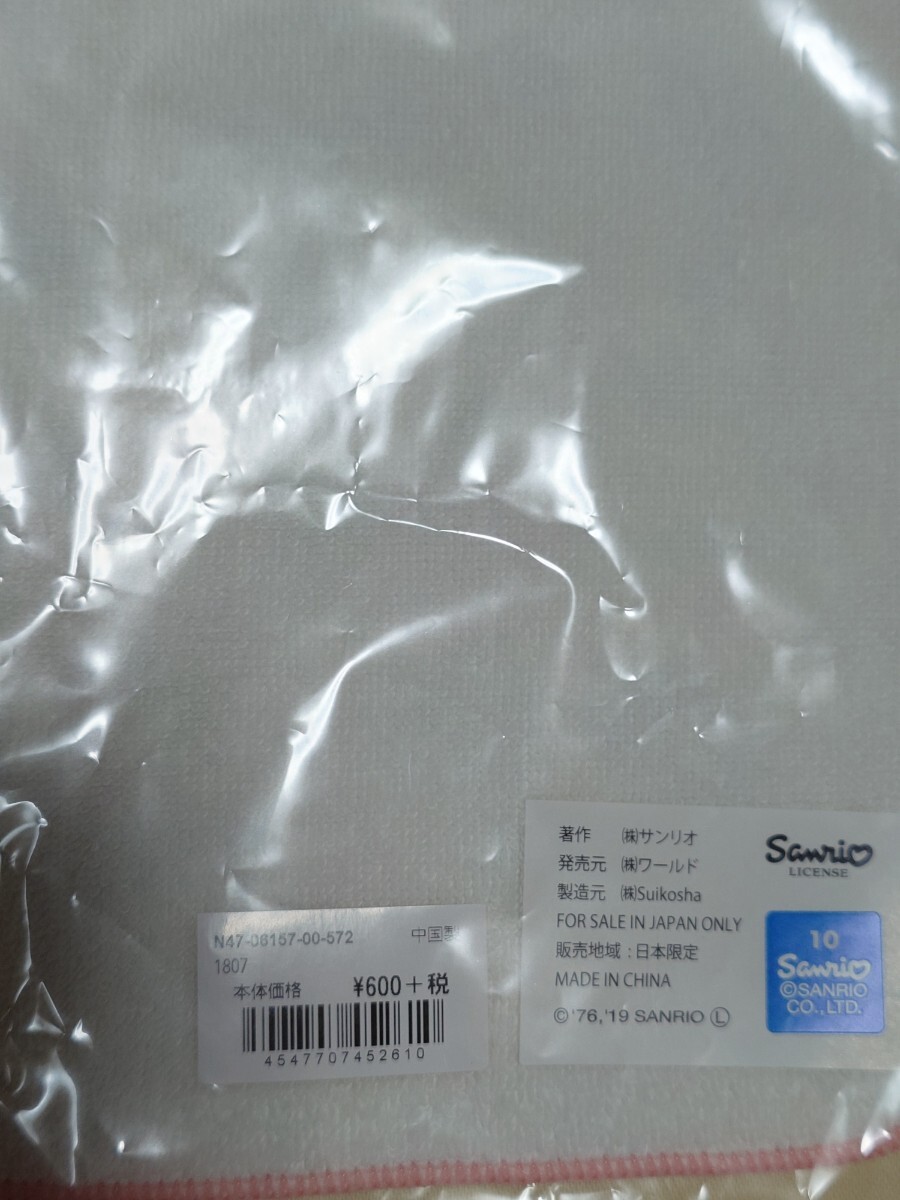 N47-06157-00-572 中国製
1807
本体価格 ¥600+税
4547707452610
著作 ㈱サンリオ
発売元 ㈱ワールド
製造元 ㈱Suikosha
FOR SALE IN JAPAN ONLY
販売地域:日本限定
MADE IN CHINA
©'76,'19 SANRIO Ⓛ
Sanrio
LICENSE
10
Sanrio
©SANRIO
CO.,LTD.